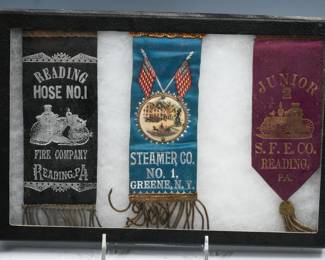 READING
HOSE NO.1
FIRE COMPANY
READING, PA
STEAMER CO.
NO. 1,
GREENE, N.Y.
JUNIOR
2
S. F. E. CO.
READING,
PA.